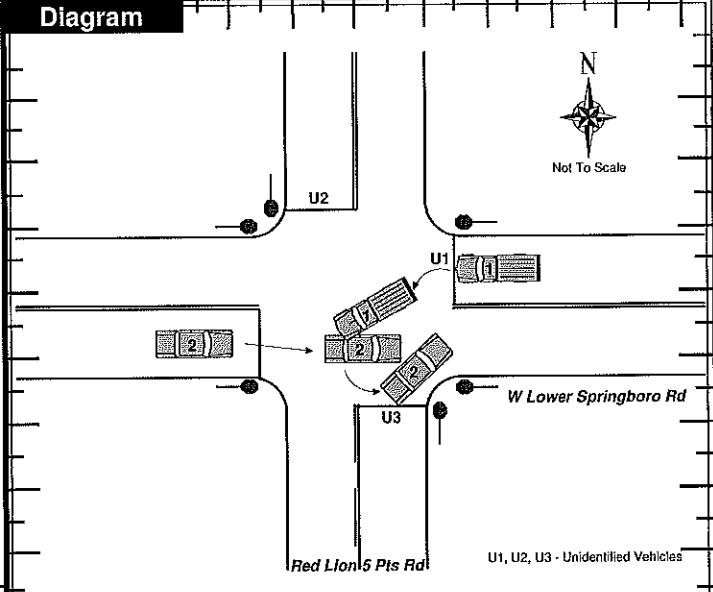 Diagram
N
Not To Scale
U2
U1
1
1
2
2
2
U3
W Lower Springboro Rd
Red Lion 5 Pts Rd
U1, U2, U3 - Unidentified Vehicles